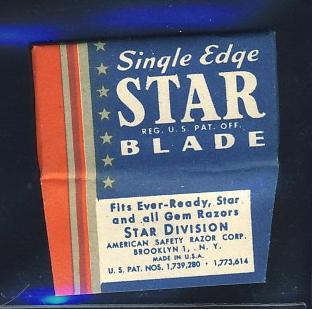 Single Edge
STAR
REG. U. S. PAT. OFF.
BLADE
Fits Ever-Ready, Star
and all Gem Razors
STAR DIVISION
AMERICAN SAFETY RAZOR CORP.
BROOKLYN 1, N. Y.
MADE IN U.S.A.
U. S. PAT. NOS. 1,739,280 · 1,773,614